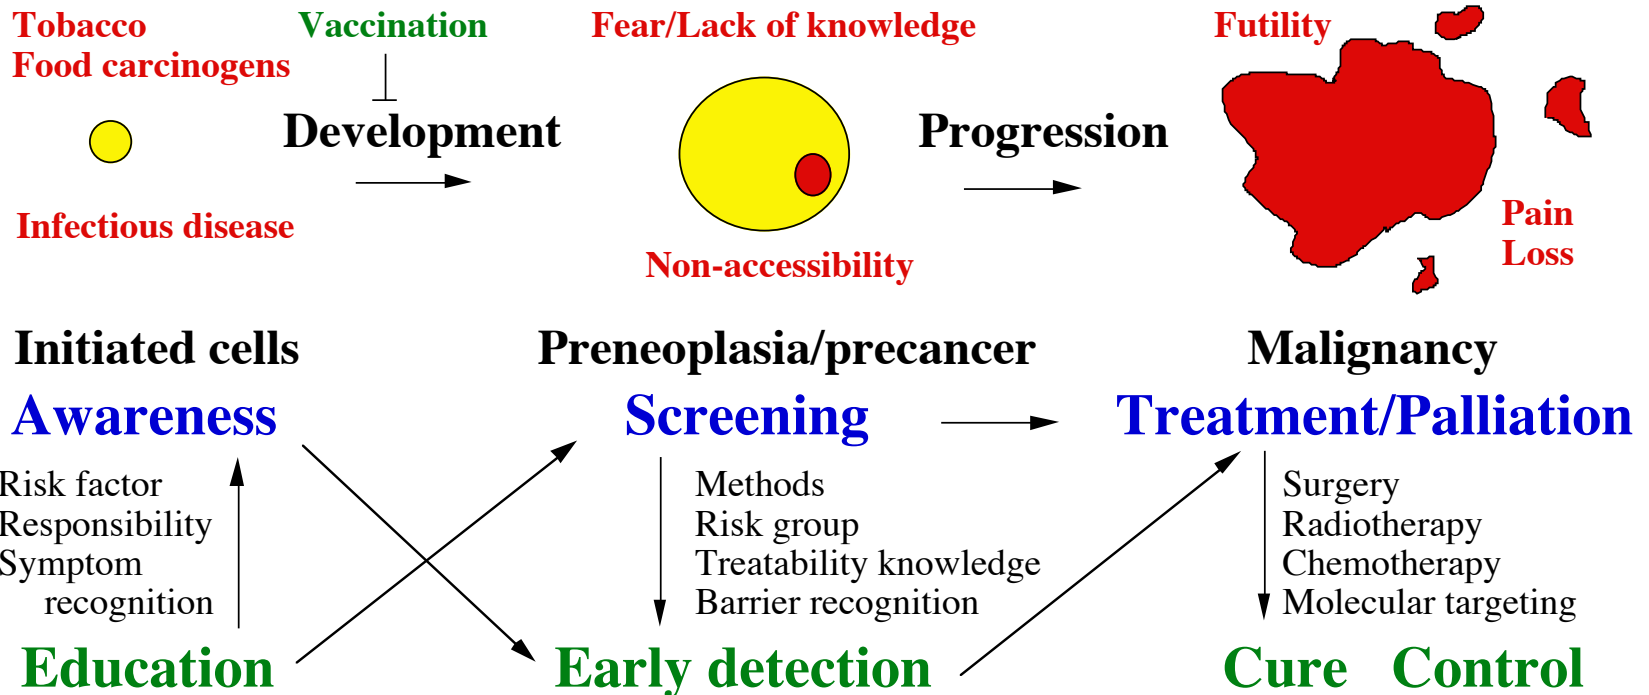 Tobacco
Food carcinogens
Vaccination
Fear/Lack of knowledge
Futility
Development
Progression
Infectious disease
Non-accessibility
Pain
Loss
Initiated cells
Preneoplasia/precancer
Malignancy
Awareness
Screening
Treatment/Palliation
Risk factor
Responsibility
Symptom
recognition
Methods
Risk group
Treatability knowledge
Barrier recognition
Surgery
Radiotherapy
Chemotherapy
Molecular targeting
Education
Early detection
Cure Control